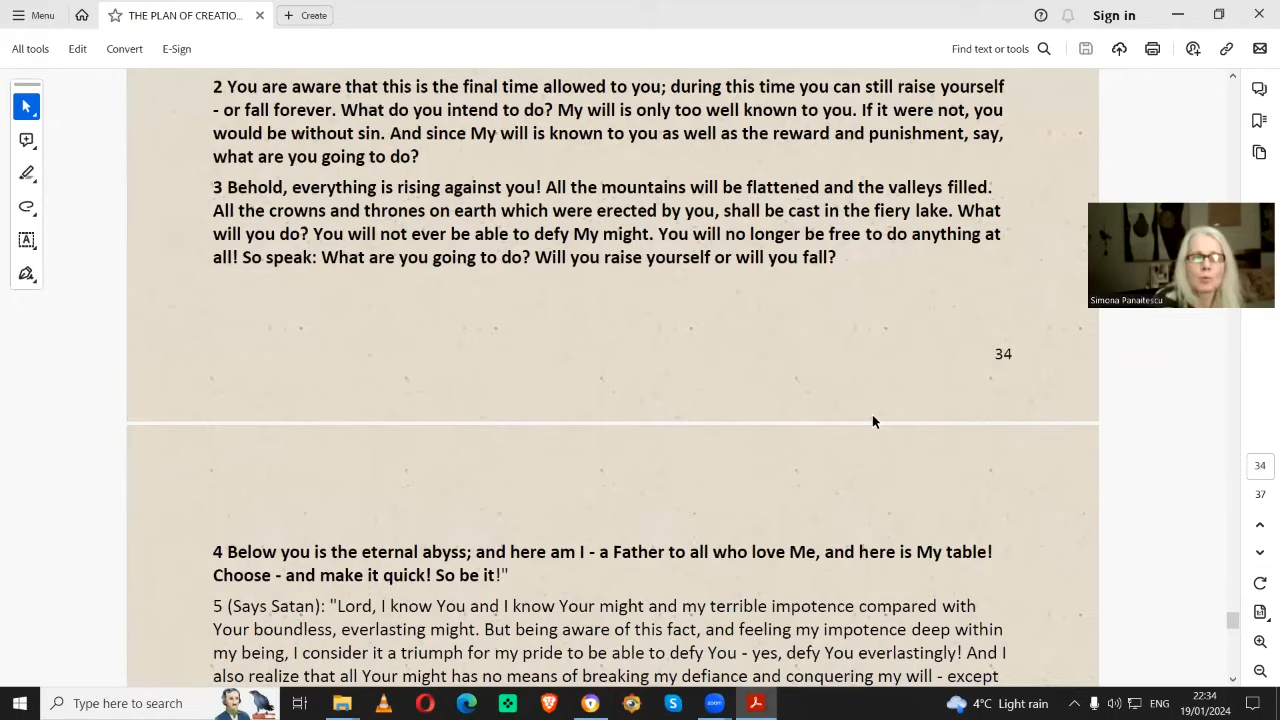 Menu
THE PLAN OF CREATIO...
Create
Sign in
All tools
Edit
Convert
E-Sign
Find text or tools
2 You are aware that this is the final time allowed to you; during this time you can still raise yourself
- or fall forever. What do you intend to do? My will is only too well known to you. If it were not, you
would be without sin. And since My will is known to you as well as the reward and punishment, say,
what are you going to do?
3 Behold, everything is rising against you! All the mountains will be flattened and the valleys filled.
All the crowns and thrones on earth which were erected by you, shall be cast in the fiery lake. What
will you do? You will not ever be able to defy My might. You will no longer be free to do anything at
all! So speak: What are you going to do? Will you raise yourself or will you fall?
Simona Panaitescu
34
4 Below you is the eternal abyss; and here am I - a Father to all who love Me, and here is My table!
Choose - and make it quick! So be it!"
5 (Says Satan): "Lord, I know You and I know Your might and my terrible impotence compared with
Your boundless, everlasting might. But being aware of this fact, and feeling my impotence deep within
my being, I consider it a triumph for my pride to be able to defy You - yes, defy You everlastingly! And I
also realize that all Your might has no means of breaking my defiance and conquering my will - except
34
37
Type here to search
4°C Light rain
ENG
22:34
19/01/2024